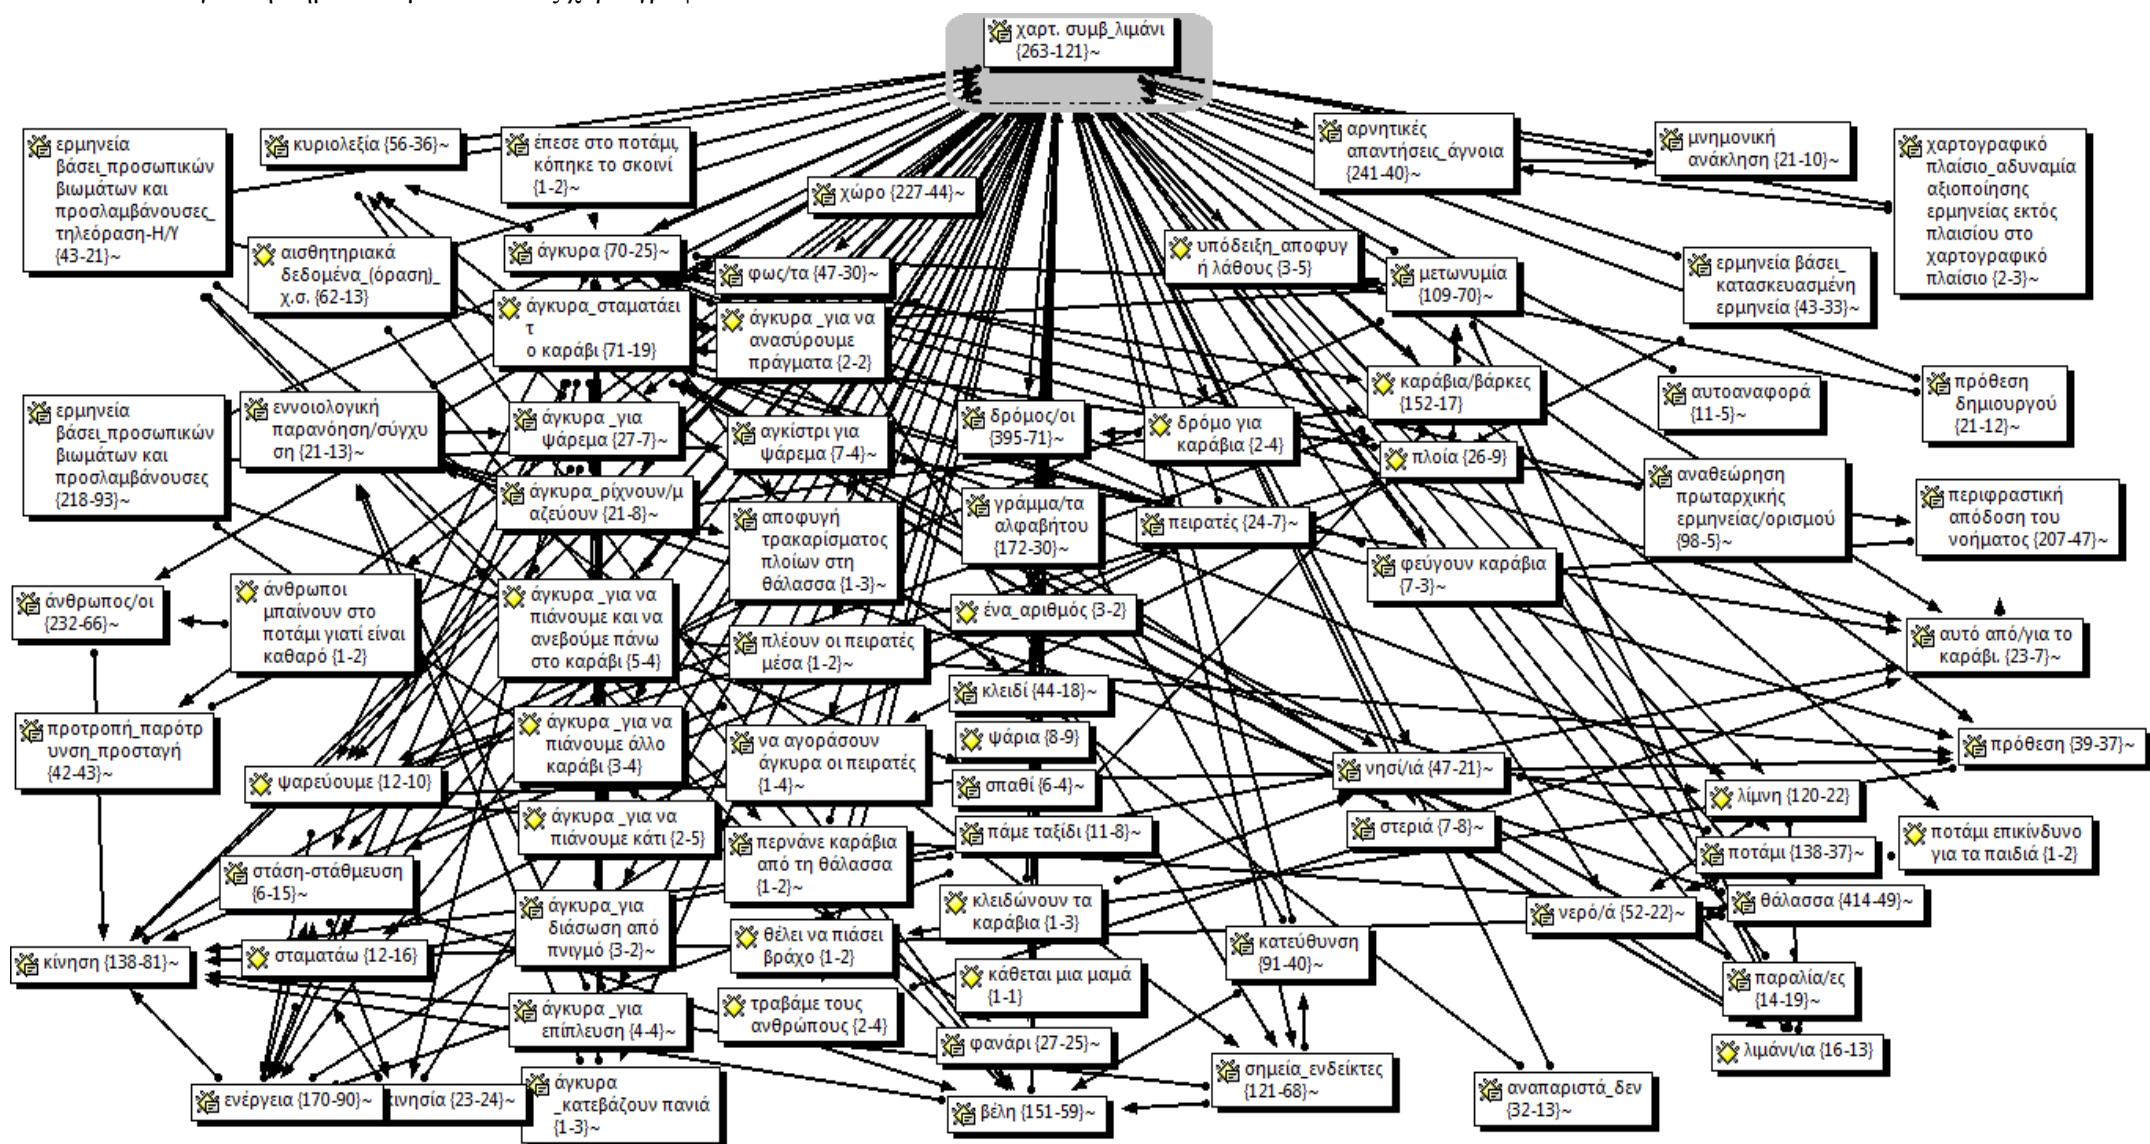 χαρτ. συμβ_λιμάνι
{263-121}~
ερμηνεία
βάσει_προσωπικών
βιωμάτων και
προσλαμβάνουσες_
τηλεόραση-Η/Υ
{43-21}~
κυριολεξία {56-36}~
έπεσε στο ποτάμι,
κόπηκε το σκοινί
{1-2}~
χώρο {227-44}~
αρνητικές
απαντήσεις_άγνοια
{241-40}~
μνημονική
ανάκληση {21-10}~
χαρτογραφικό
πλαίσιο_αδυναμία
αξιοποίησης
ερμηνείας εκτός
πλαισίου στο
χαρτογραφικό
πλαίσιο {2-3}~
αισθητηριακά
δεδομένα_(όραση)_
χ.σ. {62-13}
άγκυρα {70-25}~
φως/τα {47-30}~
υπόδειξη_αποφυγ
ή λάθους {3-5}
μετωνυμία
{109-70}~
ερμηνεία βάσει_
κατασκευασμένη
ερμηνεία {43-33}~
άγκυρα_σταματάει
τ
ο καράβι {71-19}
άγκυρα _για να
ανασύρουμε
πράγματα {2-2}
καράβια/βάρκες
{152-17}
αυτοαναφορά
{11-5}~
πρόθεση
δημιουργού
{21-12}~
ερμηνεία
βάσει_προσωπικών
βιωμάτων και
προσλαμβάνουσες
{218-93}~
εννοιολογική
παρανόηση/σύγχυ
ση {21-13}~
άγκυρα _για
ψάρεμα {27-7}~
αγκίστρι για
ψάρεμα {7-4}~
δρόμος/οι
{395-71}~
δρόμο για
καράβια {2-4}
πλοία {26-9}
αναθεώρηση
πρωταρχικής
ερμηνείας/ορισμού
{98-5}~
περιφραστική
απόδοση του
νοήματος {207-47}~
άγκυρα_ρίχνουν/μ
αζεύουν {21-8}~
αποφυγή
τρακαρίσματος
πλοίων στη
θάλασσα {1-3}~
γράμμα/τα
αλφαβήτου
{172-30}~
πειρατές {24-7}~
φεύγουν καράβια
{7-3}~
άνθρωπος/οι
{232-66}~
άνθρωποι
μπαίνουν στο
ποτάμι γιατί είναι
καθαρό {1-2}
άγκυρα _για να
πιάνουμε και να
ανεβούμε πάνω
στο καράβι {5-4}
πλέουν οι πειρατές
μέσα {1-2}~
ένα_αριθμός {3-2}
αυτό από/για το
καράβι. {23-7}~
κλειδί {44-18}~
προτροπή_παρότρ
υνση_προσταγή
{42-43}~
άγκυρα _για να
πιάνουμε άλλο
καράβι {3-4}
να αγοράσουν
άγκυρα οι πειρατές
{1-4}~
ψάρια {8-9}
πρόθεση {39-37}~
ψαρεύουμε {12-10}
σπαθί {6-4}~
νησί/ιά {47-21}~
λίμνη {120-22}
άγκυρα _για να
πιάνουμε κάτι {2-5}
περνάνε καράβια
από τη θάλασσα
{1-2}~
πάμε ταξίδι {11-8}~
στεριά {7-8}~
ποτάμι {138-37}~
ποτάμι επικίνδυνο
για τα παιδιά {1-2}
στάση-στάθμευση
{6-15}~
άγκυρα_για
διάσωση από
πνιγμό {3-2}~
κλειδώνουν τα
καράβια {1-3}
νερό/ά {52-22}~
θάλασσα {414-49}~
κίνηση {138-81}~
σταματάω {12-16}
θέλει να πιάσει
βράχο {1-2}
κατεύθυνση
{91-40}~
κάθεται μια μαμά
{1-1}
παραλία/ες
{14-19}~
άγκυρα _για
επίπλευση {4-4}~
τραβάμε τους
ανθρώπους {2-4}
φανάρι {27-25}~
λιμάνι/ια {16-13}
ενέργεια {170-90}~
ινησία {23-24}~
άγκυρα
_κατεβάζουν πανιά
{1-3}~
βέλη {151-59}~
σημεία_ενδείκτες
{121-68}~
αναπαριστά_δεν
{32-13}~